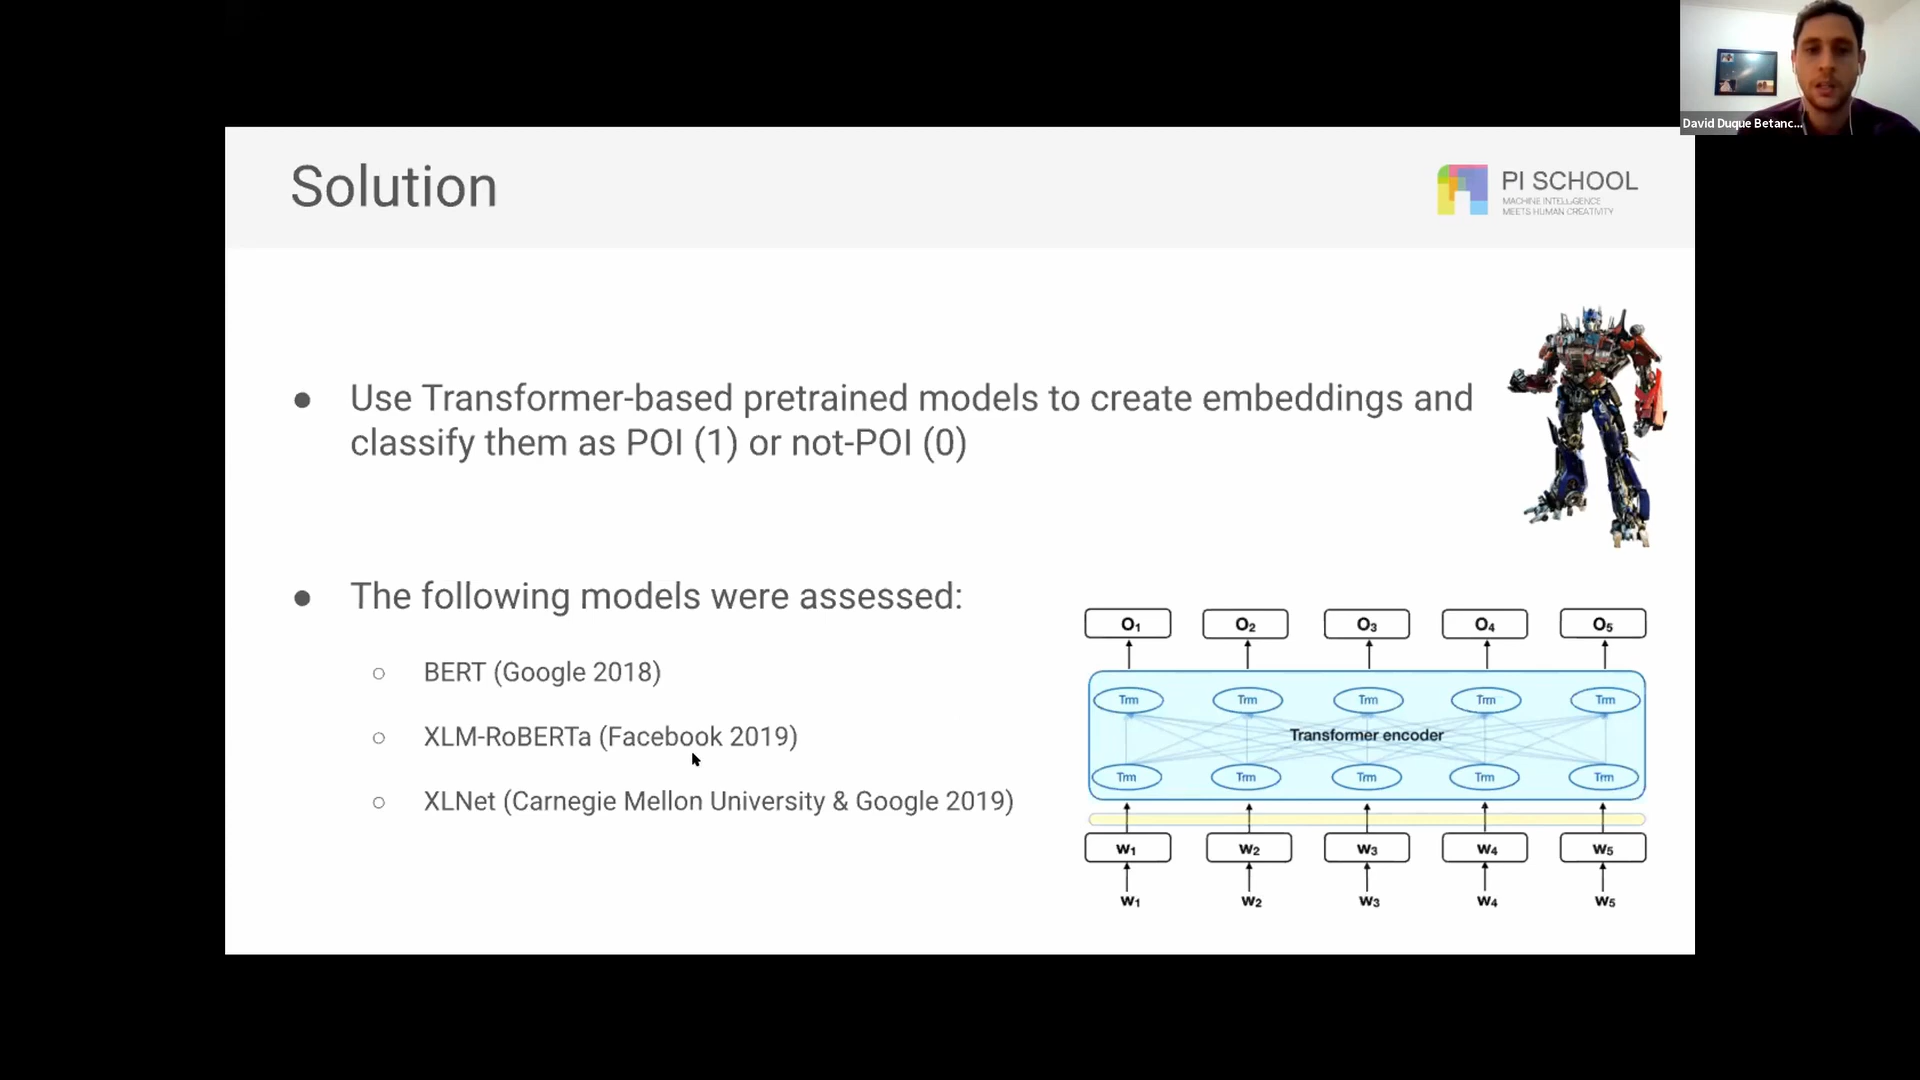 David Duque Betanc...
Solution
PI SCHOOL
MACHINE INTELLIGENCE
MEETS HUMAN CREATIVITY
● Use Transformer-based pretrained models to create embeddings and
classify them as POI (1) or not-POI (0)
● The following models were assessed:
○ BERT (Google 2018)
○ XLM-RoBERTa (Facebook 2019)
○ XLNet (Carnegie Mellon University & Google 2019)
O₁ O₂ O₃ O₄ O₅
Trm Trm Trm Trm Trm
Transformer encoder
Trm Trm Trm Trm Trm
W₁ W₂ W₃ W₄ W₅
W₁ W₂ W₃ W₄ W₅